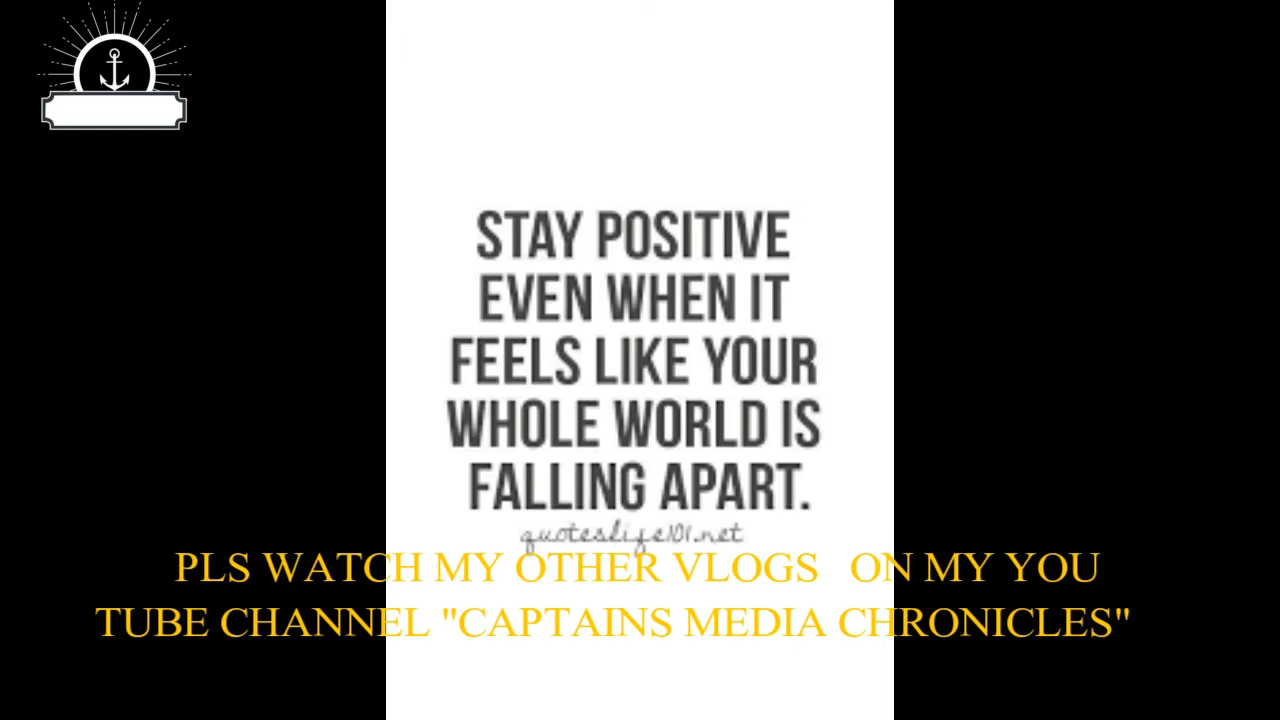 STAY POSITIVE
EVEN WHEN IT
FEELS LIKE YOUR
WHOLE WORLD IS
FALLING APART.
quoteslife101.net
PLS WATCH MY OTHER VLOGS ON MY YOU
TUBE CHANNEL "CAPTAINS MEDIA CHRONICLES"